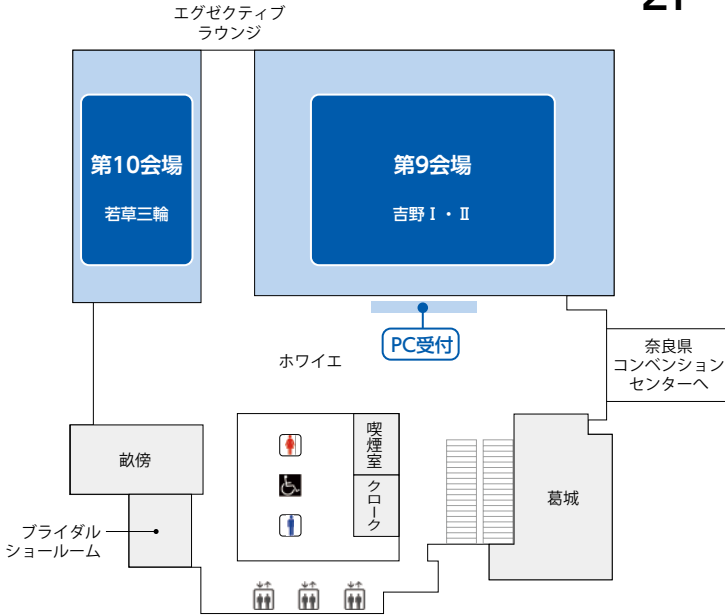 2F
エグゼクティブ
ラウンジ
第10会場
若草三輪
第9会場
吉野Ⅰ・Ⅱ
PC受付
ホワイエ
奈良県
コンベンション
センターへ
畝傍
喫煙室
クローク
葛城
ブライダル
ショールーム